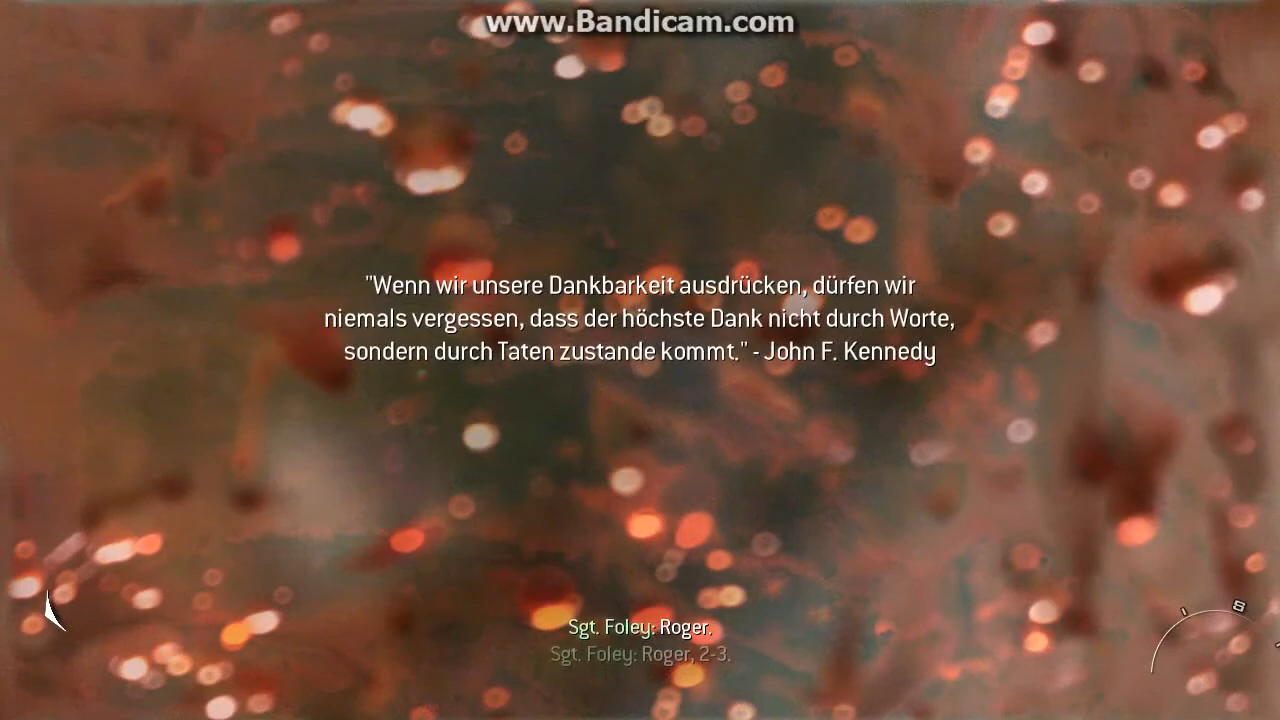 www.Bandicam.com
"Wenn wir unsere Dankbarkeit ausdrücken, dürfen wir
niemals vergessen, dass der höchste Dank nicht durch Worte,
sondern durch Taten zustande kommt." - John F. Kennedy
S
Sgt. Foley: Roger.
Sgt. Foley: Roger, 2-3.